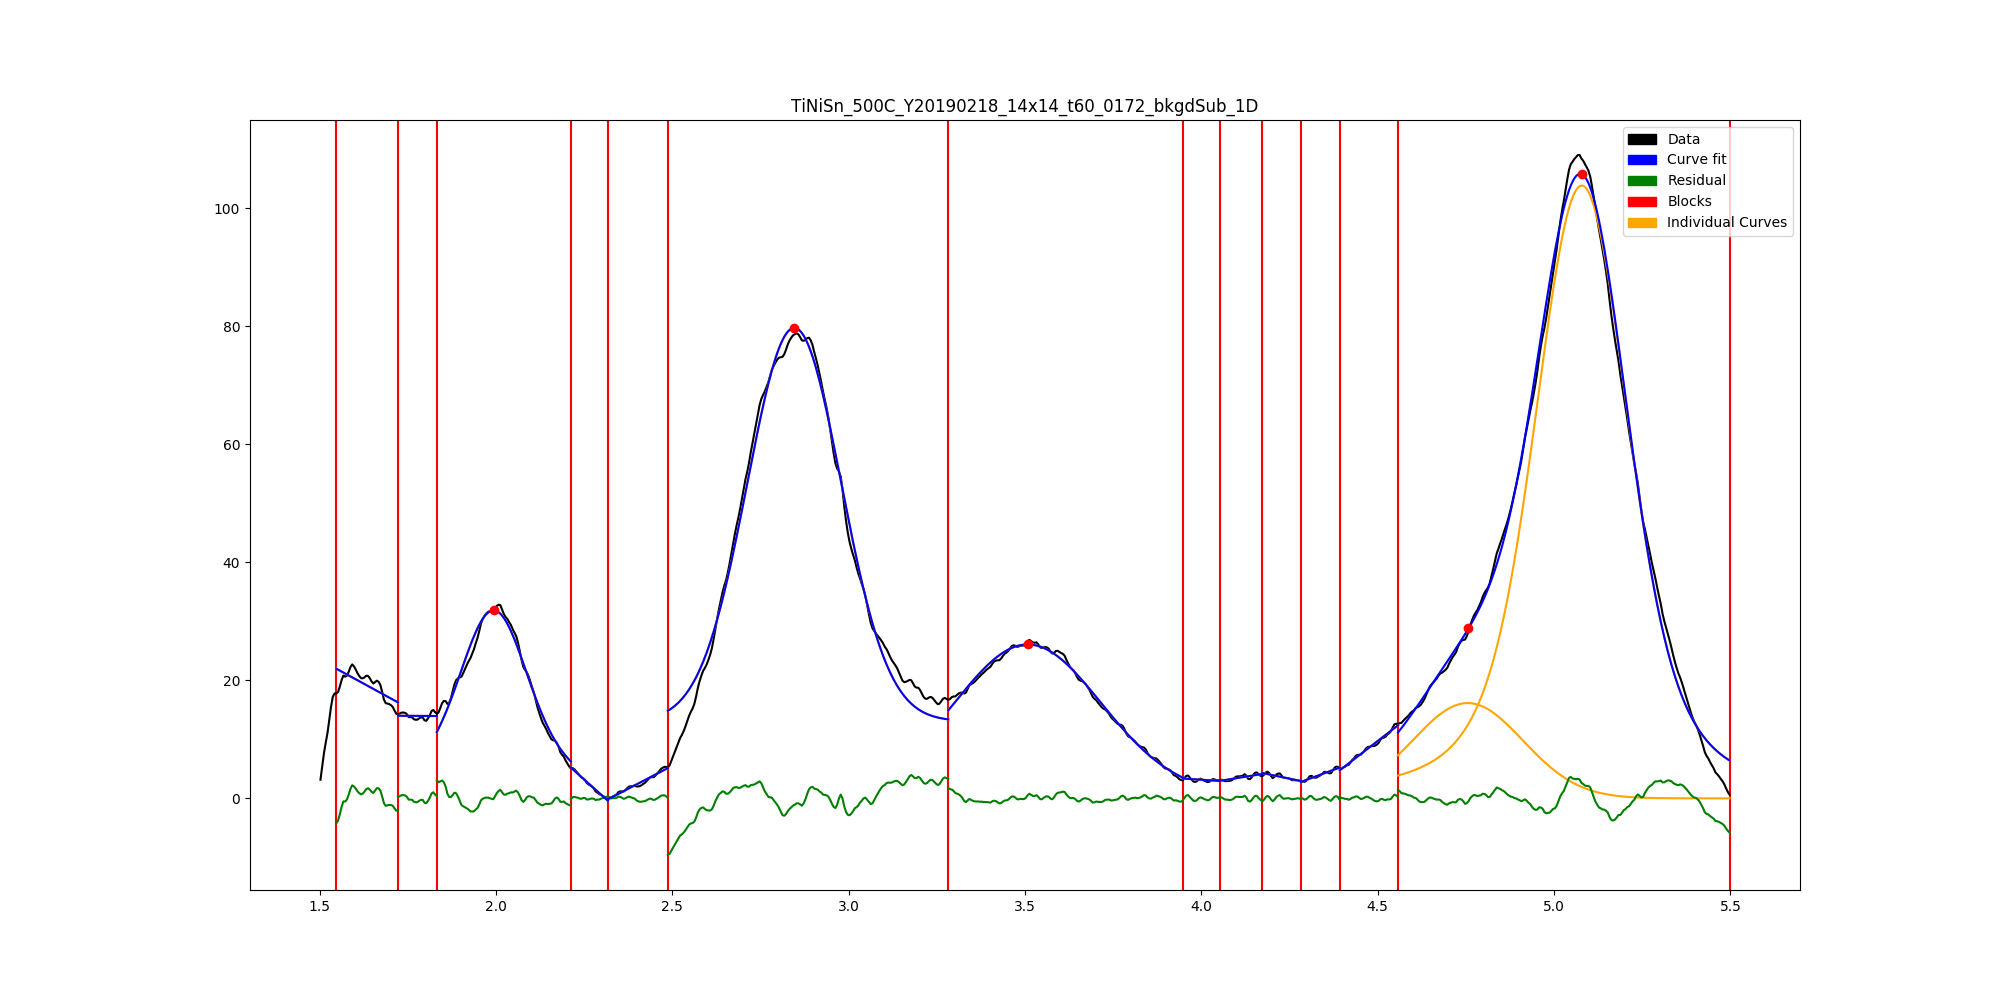 TiNiSn_500C_Y20190218_14x14_t60_0172_bkgdSub_1D
Data
Curve fit
Residual
Blocks
Individual Curves
100
80
60
40
20
0
1.5 2.0 2.5 3.0 3.5 4.0 4.5 5.0 5.5